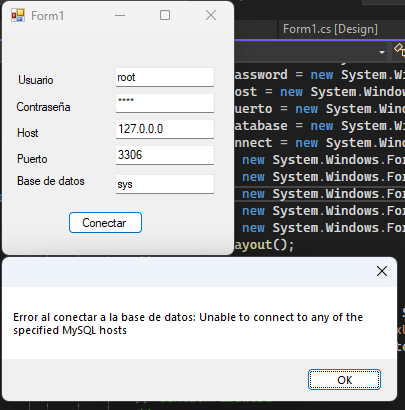 Form1
Form1.cs [Design]
Usuario
root
Contraseña
****
Host
127.0.0.0
Puerto
3306
Base de datos
sys
Conectar
assword = new System.Wi
ost = new System.Window
uerto = new System.Wind
atabase = new System.Wi
onnect = new System.Win
new System.Windows.For
new System.Windows.For
new System.Windows.For
new System.Windows.For
new System.Windows.For
ayout();
Error al conectar a la base de datos: Unable to connect to any of the
specified MySQL hosts
OK